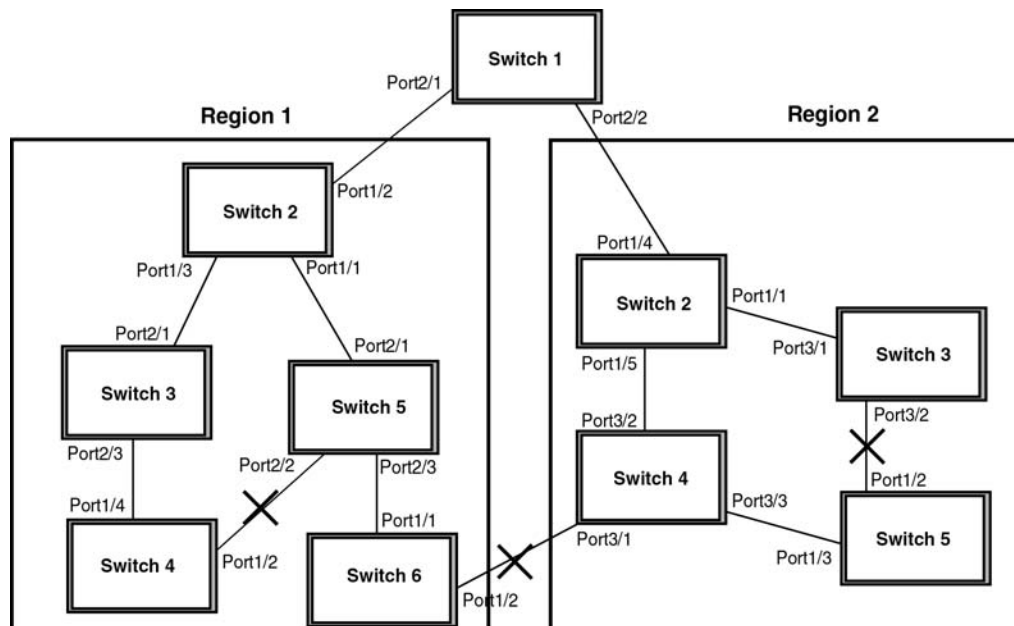 Switch 1
Port2/1
Port2/2
Region 1
Region 2
Port1/2
Switch 2
Port1/3
Port1/1
Port1/4
Switch 2
Port1/1
Port3/1
Switch 3
Port1/5
Port2/1
Port2/1
Switch 3
Switch 5
Port3/2
Port3/2
Port2/3
Port2/2
Port2/3
Switch 4
Port3/3
Port1/2
Port1/4
Port1/1
Port3/1
Port1/3
Switch 5
Switch 4
Port1/2
Switch 6
Port1/2